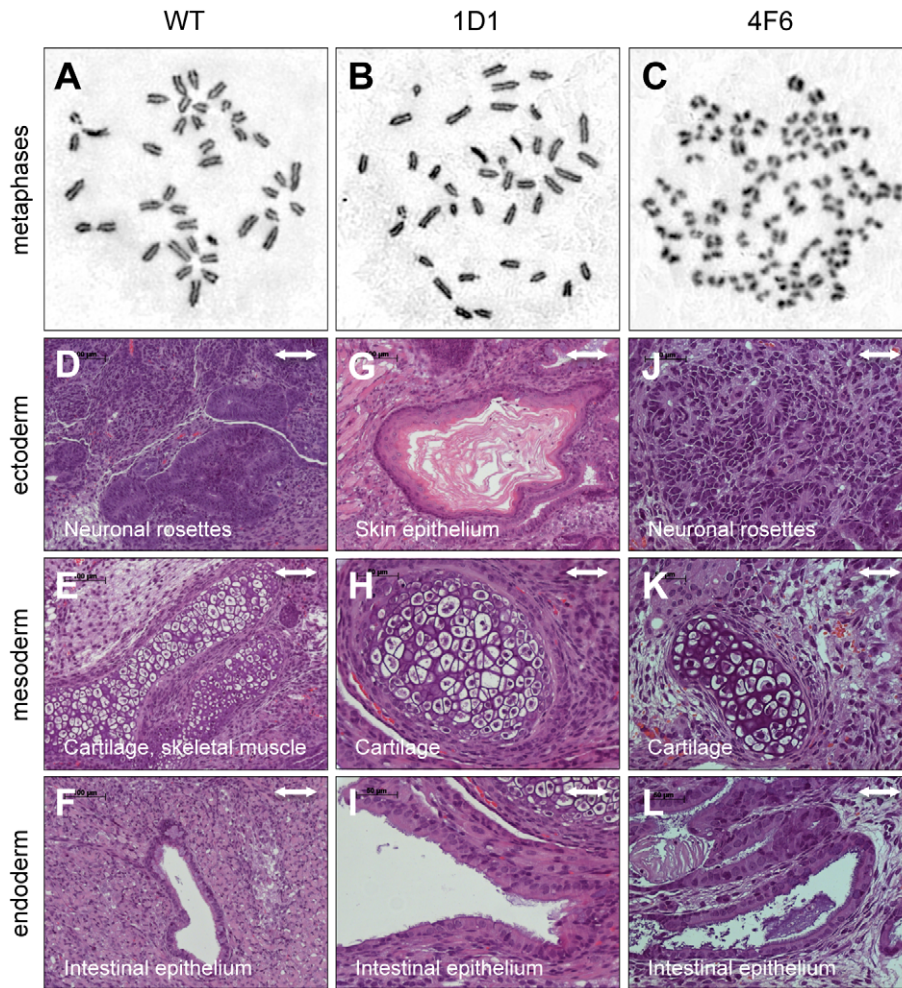 WT 1D1 4F6
metaphases
A B C
ectoderm
D G J
Neuronal rosettes Skin epithelium Neuronal rosettes
mesoderm
E H K
Cartilage, skeletal muscle Cartilage Cartilage
endoderm
F I L
Intestinal epithelium Intestinal epithelium Intestinal epithelium